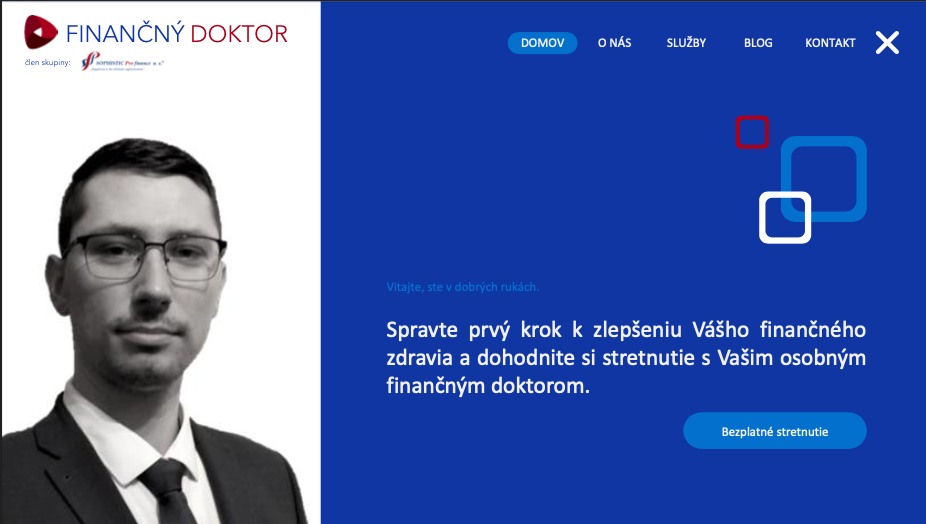 FINANČNÝ DOKTOR
člen skupiny:
SOPHISTIC Pro finance a. s.
DOMOV
O NÁS
SLUŽBY
BLOG
KONTAKT
Vitajte, ste v dobrých rukách.
Spravte prvý krok k zlepšeniu Vášho finančného
zdravia a dohodnite si stretnutie s Vašim osobným
finančným doktorom.
Bezplatné stretnutie